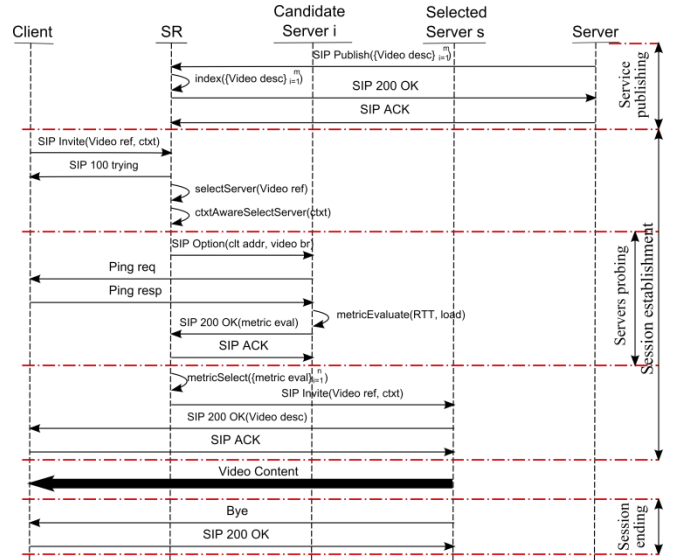 Client
SR
Candidate
Server i
Selected
Server s
Server
SIP Publish({Video desc}
m
i=1
)
index({Video desc}
m
i=1
)
SIP 200 OK
SIP ACK
Service
publishing
SIP Invite(Video ref, ctxt)
SIP 100 trying
selectServer(Video ref)
ctxtAwareSelectServer(ctxt)
SIP Option(clt addr, video br)
Ping req
Ping resp
metricEvaluate(RTT, load)
SIP 200 OK(metric eval)
SIP ACK
Servers probing
Session establishment
metricSelect({metric eval}
n
i=1
)
SIP Invite(Video ref, ctxt)
SIP 200 OK(Video desc)
SIP ACK
Video Content
Bye
SIP 200 OK
Session
ending